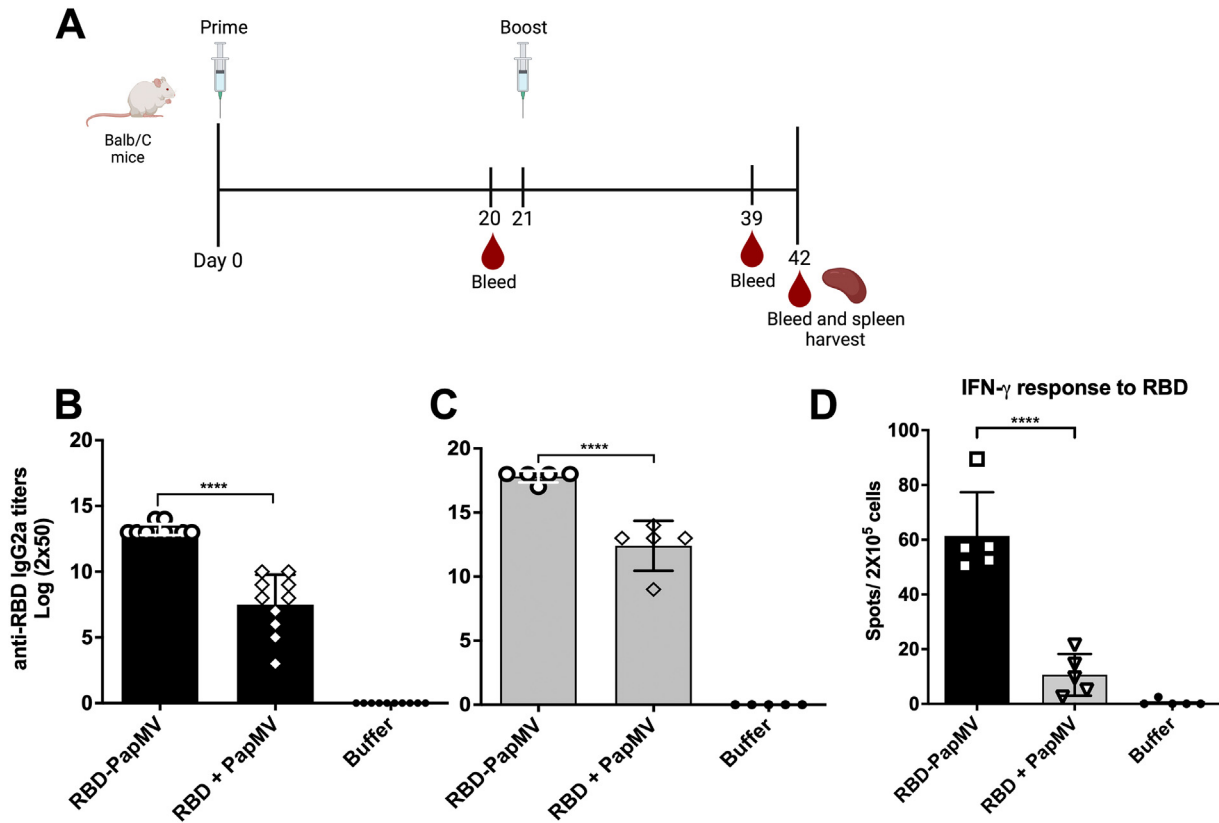 A
Prime
Boost
Balb/C
mice
20
21
39
Day 0
Bleed
Bleed
42
Bleed and spleen
harvest
B
anti-RBD IgG2a titers
Log (2x50)
20
15
10
5
0
****
RBD-PapMV
RBD + PapMV
Buffer
C
20
15
10
5
0
****
RBD-PapMV
RBD + PapMV
Buffer
D
IFN-γ response to RBD
Spots/ 2X10⁵ cells
100
80
60
40
20
0
****
RBD-PapMV
RBD + PapMV
Buffer